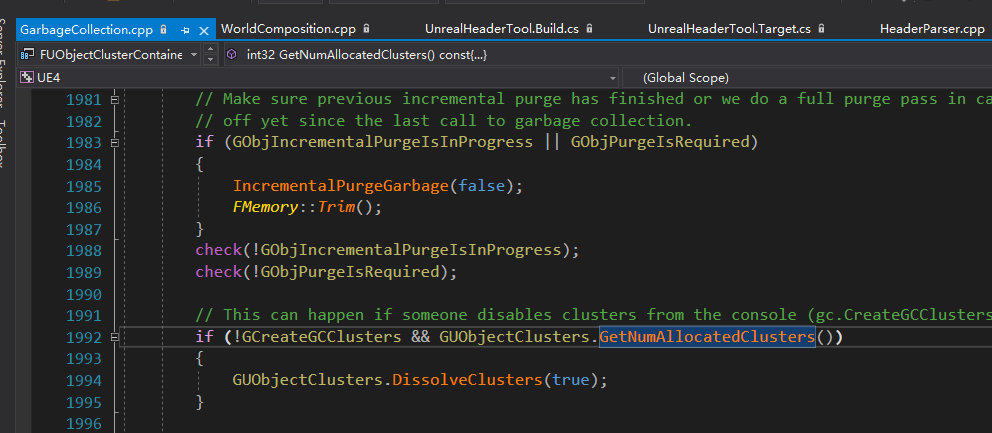 GarbageCollection.cpp WorldComposition.cpp UnrealHeaderTool.Build.cs UnrealHeaderTool.Target.cs HeaderParser.cpp
FUObjectClusterContaine int32 GetNumAllocatedClusters() const{...}
UE4 (Global Scope)
1981 // Make sure previous incremental purge has finished or we do a full purge pass in ca
1982 // off yet since the last call to garbage collection.
1983 if (GObjIncrementalPurgeIsInProgress || GObjPurgeIsRequired)
1984 {
1985 IncrementalPurgeGarbage(false);
1986 FMemory::Trim();
1987 }
1988 check(!GObjIncrementalPurgeIsInProgress);
1989 check(!GObjPurgeIsRequired);
1990
1991 // This can happen if someone disables clusters from the console (gc.CreateGCClusters
1992 if (!GCreateGCClusters && GUObjectClusters.GetNumAllocatedClusters())
1993 {
1994 GUObjectClusters.DissolveClusters(true);
1995 }
1996